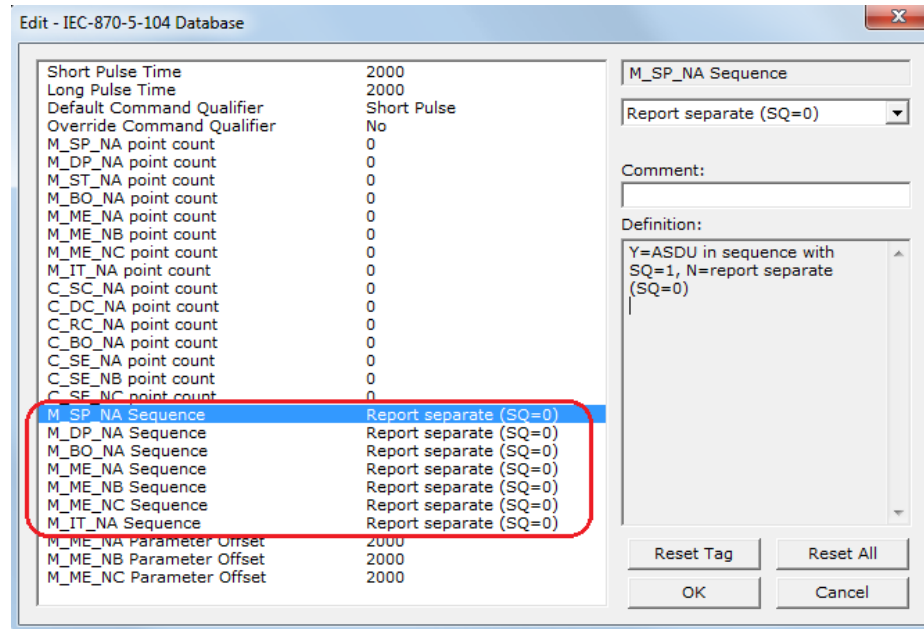 Edit - IEC-870-5-104 Database
Short Pulse Time 2000
Long Pulse Time 2000
Default Command Qualifier Short Pulse
Override Command Qualifier No
M_SP_NA point count 0
M_DP_NA point count 0
M_ST_NA point count 0
M_BO_NA point count 0
M_ME_NA point count 0
M_ME_NB point count 0
M_ME_NC point count 0
M_IT_NA point count 0
C_SC_NA point count 0
C_DC_NA point count 0
C_RC_NA point count 0
C_BO_NA point count 0
C_SE_NA point count 0
C_SE_NB point count 0
C_SE_NC point count 0
M_SP_NA Sequence Report separate (SQ=0)
M_DP_NA Sequence Report separate (SQ=0)
M_BO_NA Sequence Report separate (SQ=0)
M_ME_NA Sequence Report separate (SQ=0)
M_ME_NB Sequence Report separate (SQ=0)
M_ME_NC Sequence Report separate (SQ=0)
M_IT_NA Sequence Report separate (SQ=0)
M_ME_NA Parameter Offset 2000
M_ME_NB Parameter Offset 2000
M_ME_NC Parameter Offset 2000
M_SP_NA Sequence
Report separate (SQ=0)
Comment:
Definition:
Y=ASDU in sequence with
SQ=1, N=report separate
(SQ=0)
Reset Tag Reset All
OK Cancel